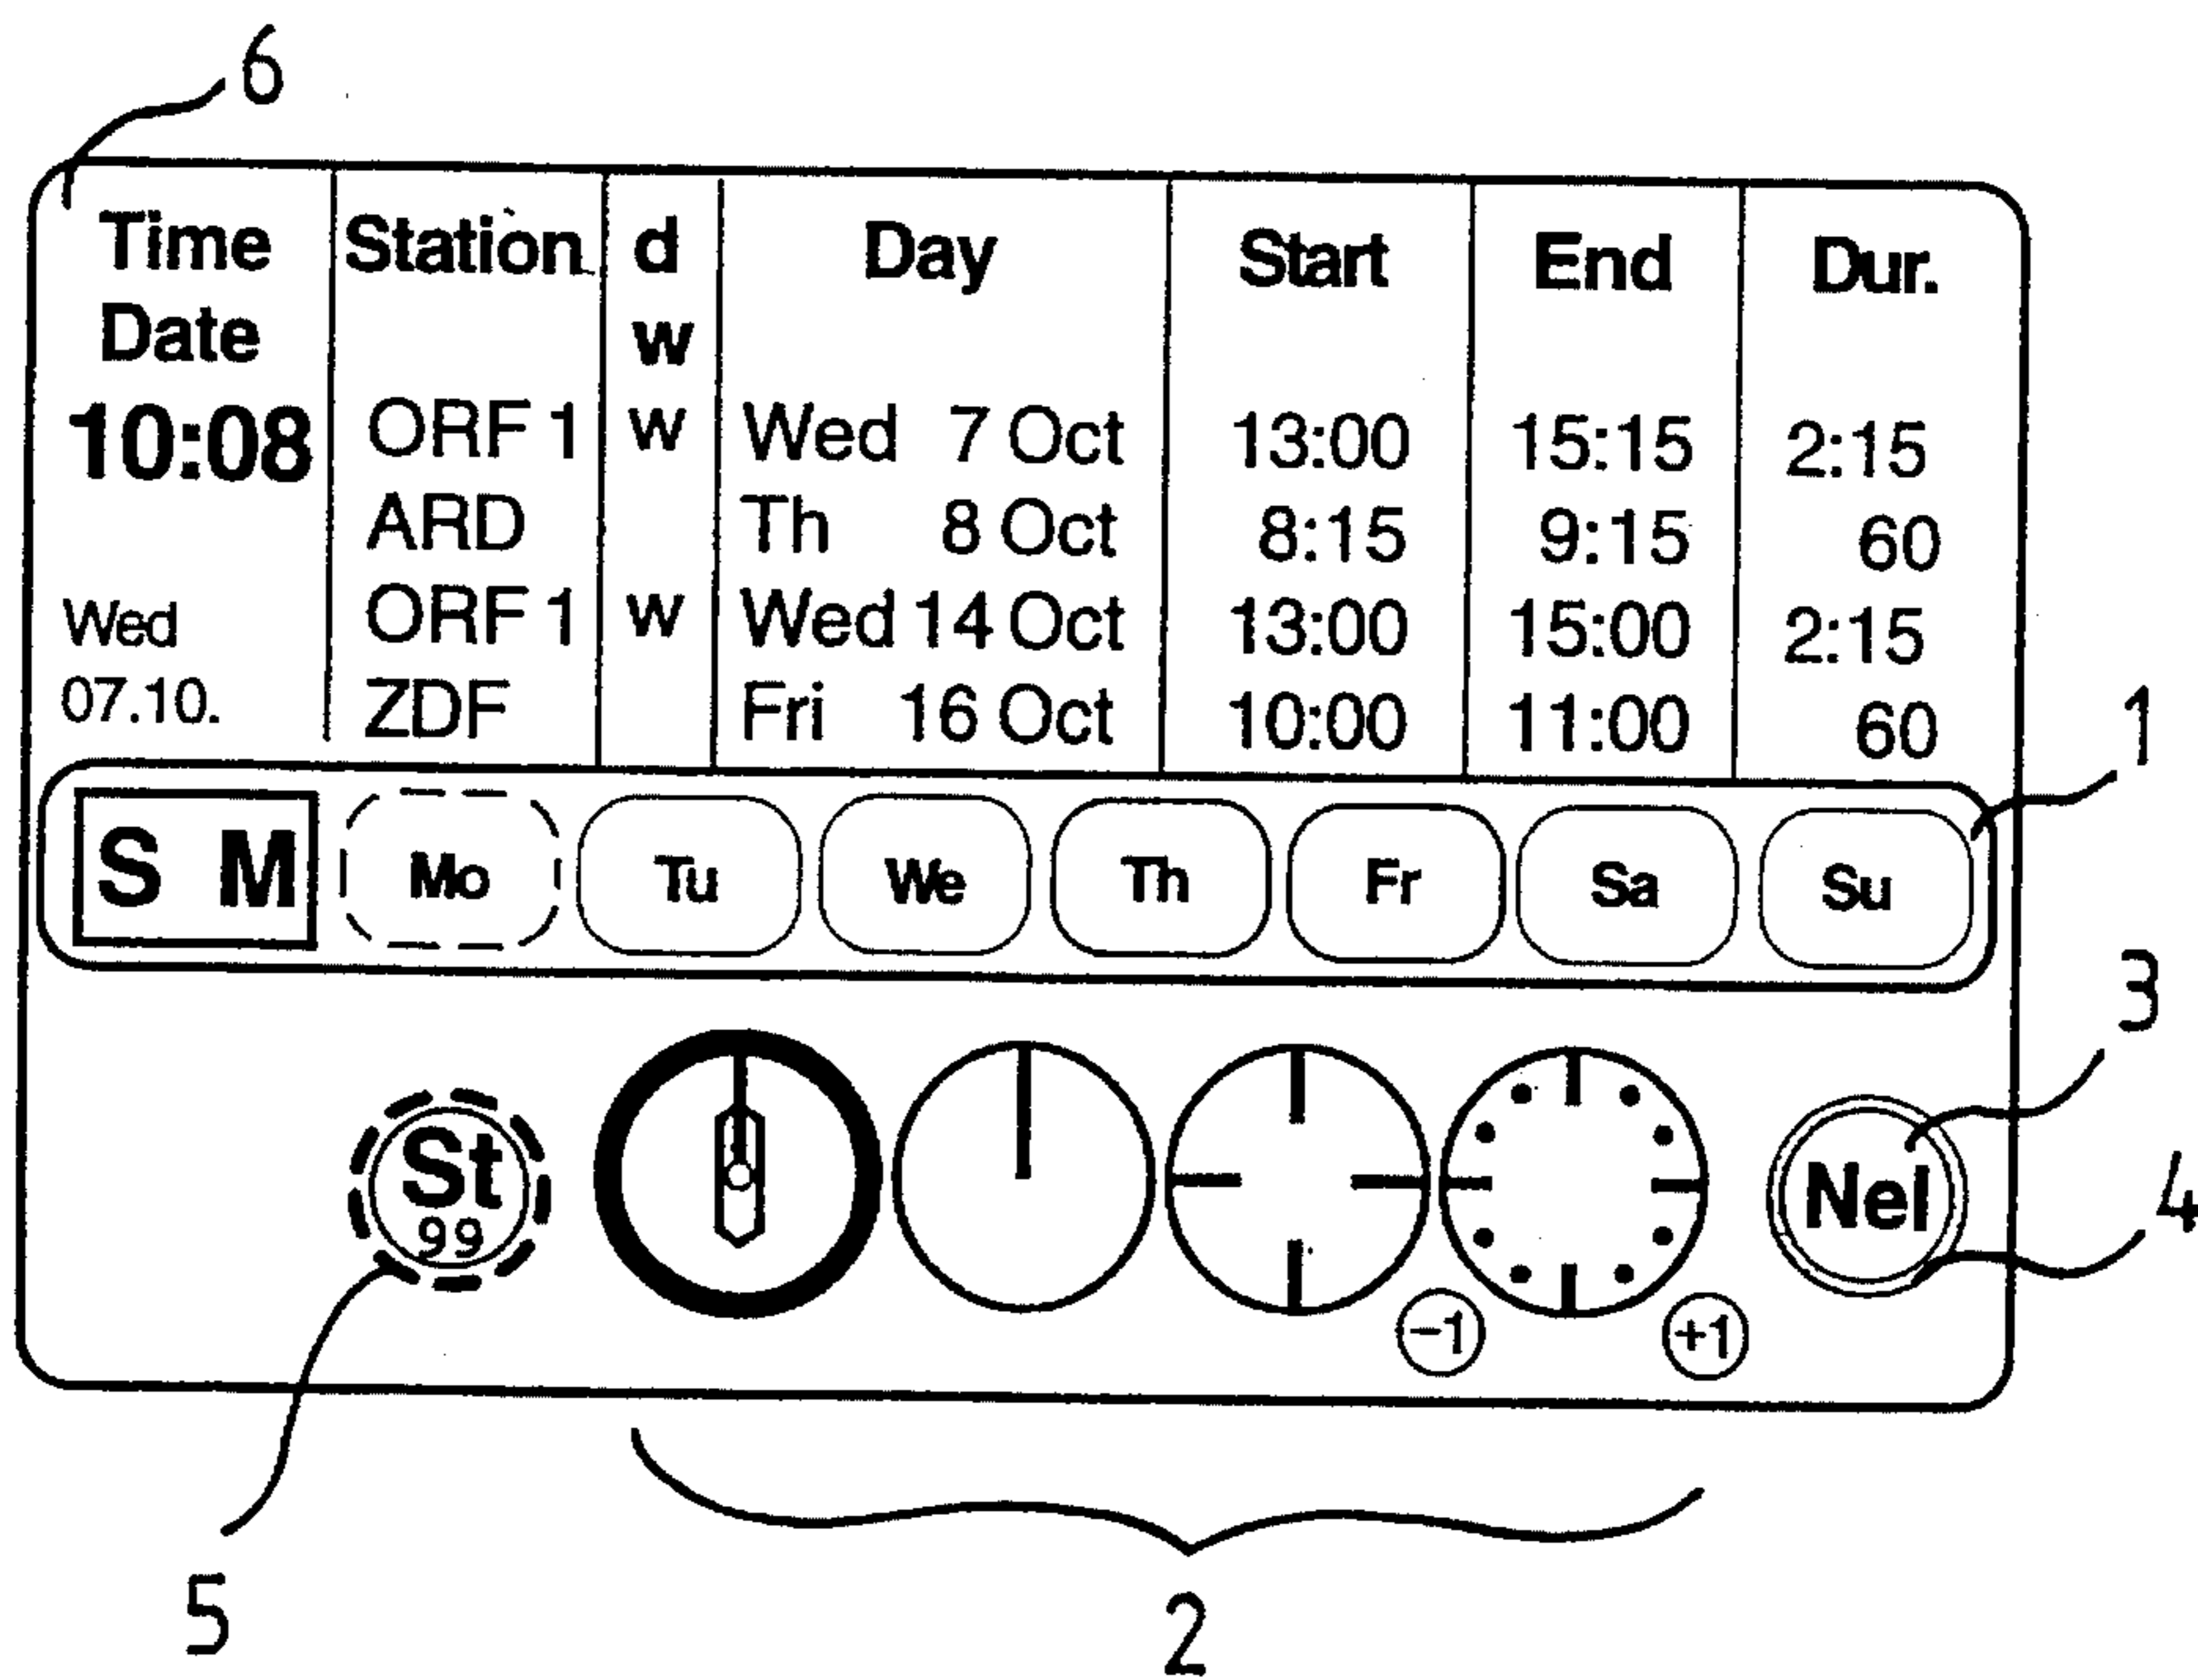 6
Time Station d Day Start End Dur.
Date w
10:08 ORF 1 w Wed 7 Oct 13:00 15:15 2:15
ARD Th 8 Oct 8:15 9:15 60
Wed ORF 1 w Wed 14 Oct 13:00 15:00 2:15
07.10. ZDF Fri 16 Oct 10:00 11:00 60
1
S M Mo Tu We Th Fr Sa Su
3
St
99
Nel
4
-1 +1
5
2